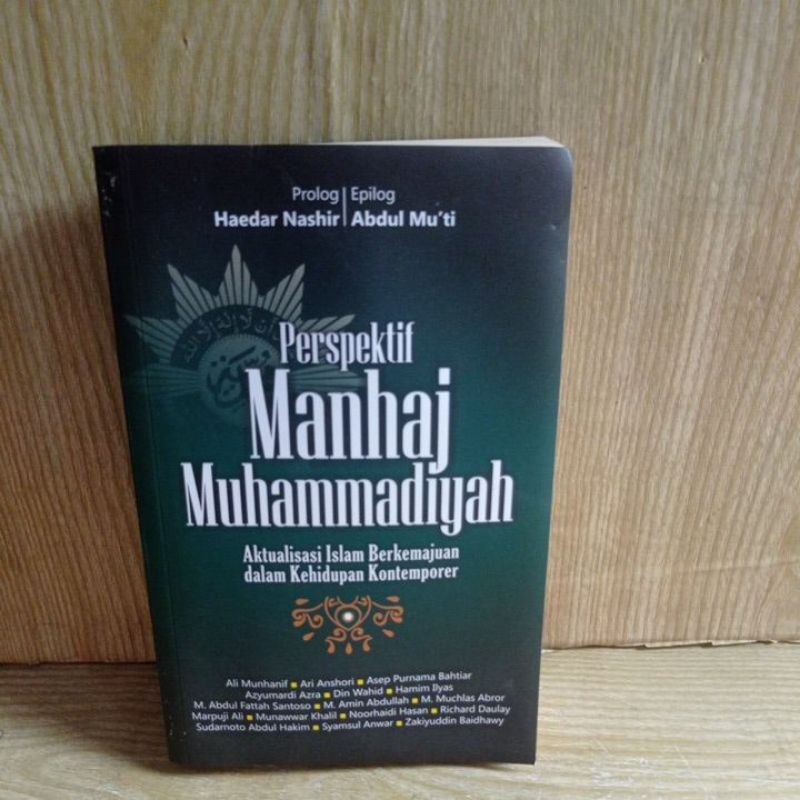 Prolog | Epilog
Haedar Nashir | Abdul Mu'ti
Perspektif
Manhaj
Muhammadiyah
Aktualisasi Islam Berkemajuan
dalam Kehidupan Kontemporer
Ali Munhanif ■ Ari Anshori ■ Asep Purnama Bahtiar
Azyumardi Azra ■ Din Wahid ■ Hamim Ilyas
M. Abdul Fattah Santoso ■ M. Amin Abdullah ■ M. Muchlas Abror
Marpuji Ali ■ Munawwar Khalil ■ Noorhaidi Hasan ■ Richard Daulay
Sudarnoto Abdul Hakim ■ Syamsul Anwar ■ Zakiyuddin Baidhawy